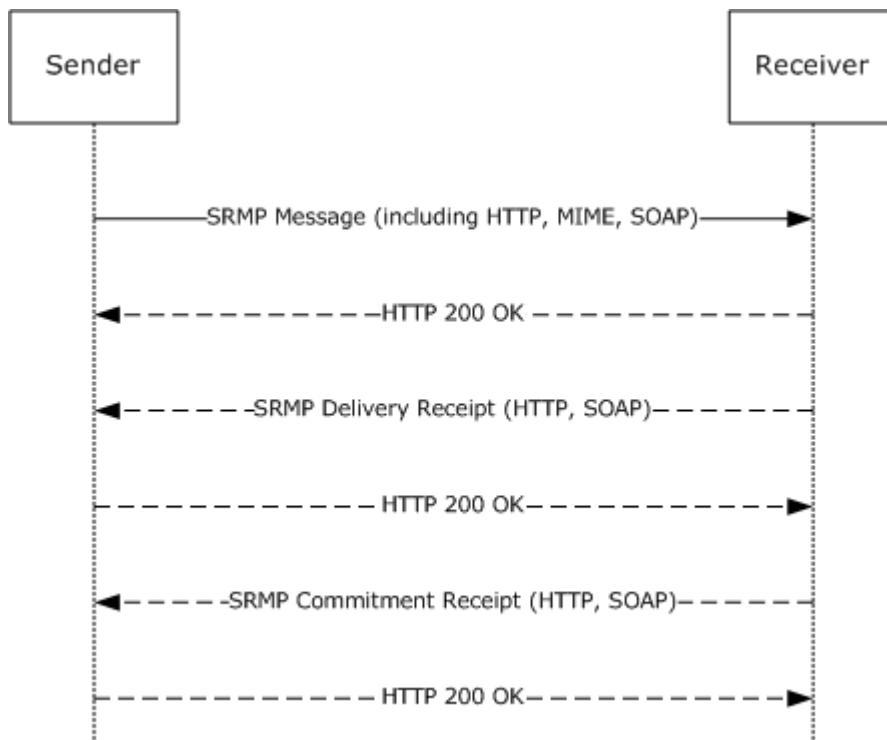 Sender
Receiver
SRMP Message (including HTTP, MIME, SOAP)
HTTP 200 OK
SRMP Delivery Receipt (HTTP, SOAP)
HTTP 200 OK
SRMP Commitment Receipt (HTTP, SOAP)
HTTP 200 OK